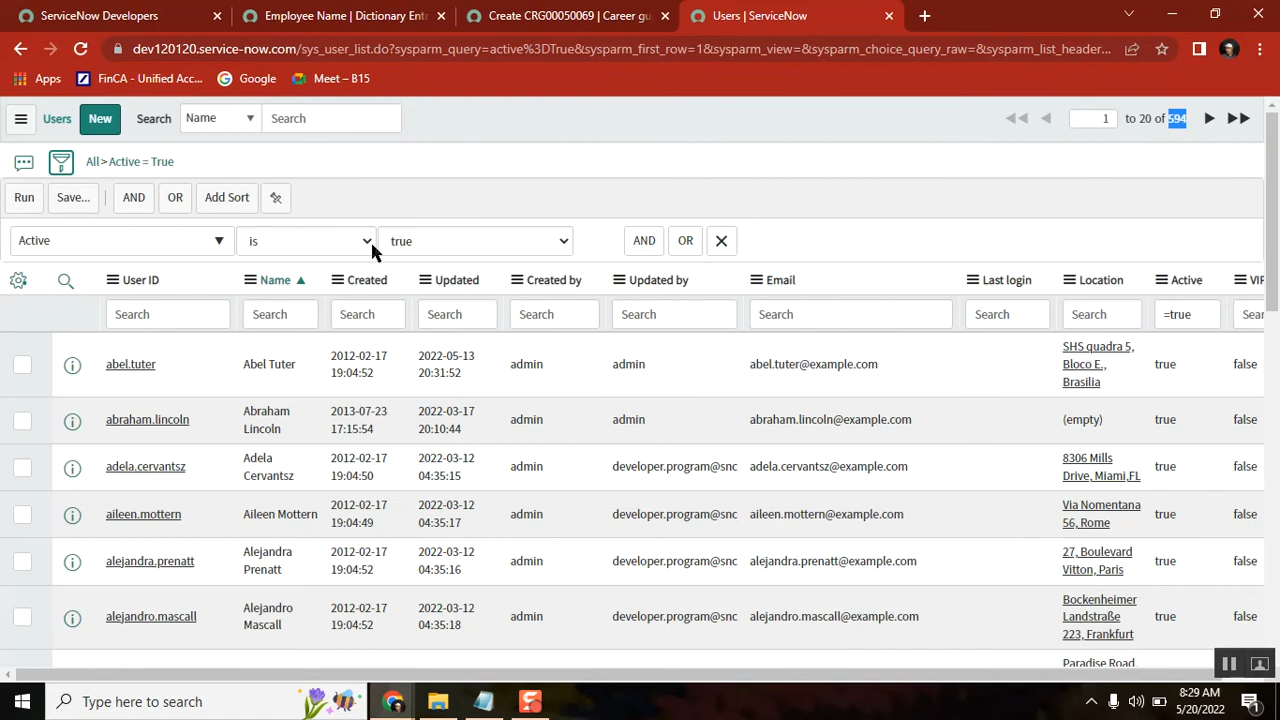 ServiceNow Developers
Employee Name | Dictionary Entr
Create CRG00050069 | Career gu
Users | ServiceNow
dev120120.service-now.com/sys_user_list.do?sysparm_query=active%3DTrue&sysparm_first_row=1&sysparm_view=&sysparm_choice_query_raw=&sysparm_list_header...
Apps
FinCA - Unified Acc...
Google
Meet – B15
Users
New
Search
Name
Search
1
to 20 of 594
All > Active = True
Run
Save...
AND
OR
Add Sort
Active
is
true
AND
OR
User ID
Name
Created
Updated
Created by
Updated by
Email
Last login
Location
Active
VIP
Search
Search
Search
Search
Search
Search
Search
Search
Search
=true
Sear
abel.tuter
Abel Tuter
2012-02-17
19:04:52
2022-05-13
20:31:52
admin
admin
abel.tuter@example.com
SHS quadra 5,
Bloco E.,
Brasilia
true
false
abraham.lincoln
Abraham
Lincoln
2013-07-23
17:15:54
2022-03-17
20:10:44
admin
admin
abraham.lincoln@example.com
(empty)
true
false
adela.cervantsz
Adela
Cervantsz
2012-02-17
19:04:50
2022-03-12
04:35:15
admin
developer.program@snc
adela.cervantsz@example.com
8306 Mills
Drive, Miami,FL
true
false
aileen.mottern
Aileen Mottern
2012-02-17
19:04:49
2022-03-12
04:35:17
admin
developer.program@snc
aileen.mottern@example.com
Via Nomentana
56, Rome
true
false
alejandra.prenatt
Alejandra
Prenatt
2012-02-17
19:04:52
2022-03-12
04:35:16
admin
developer.program@snc
alejandra.prenatt@example.com
27, Boulevard
Vitton, Paris
true
false
alejandro.mascall
Alejandro
Mascall
2012-02-17
19:04:52
2022-03-12
04:35:18
admin
developer.program@snc
alejandro.mascall@example.com
Bockenheimer
Landstraße
223, Frankfurt
true
false
Paradise Road,
Type here to search
8:29 AM
5/20/2022
1